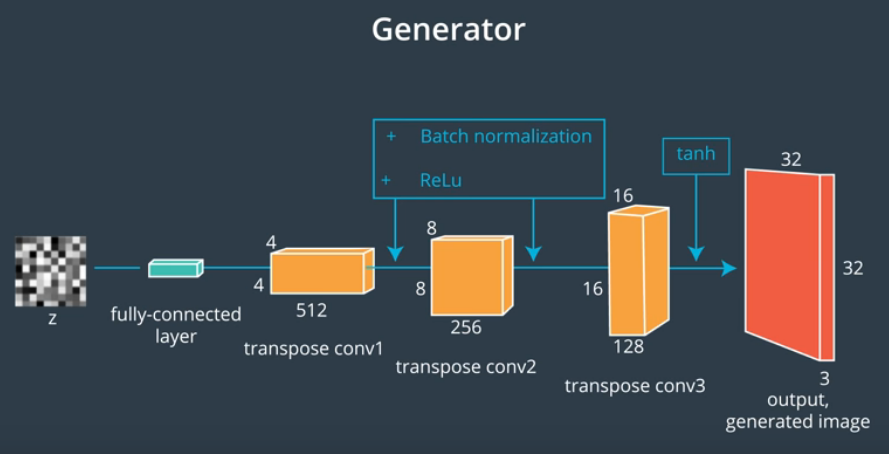 Generator
+ Batch normalization
+ ReLu
tanh
z
fully-connected
layer
4
4
512
transpose conv1
8
8
256
transpose conv2
16
16
128
transpose conv3
32
32
3
output,
generated image